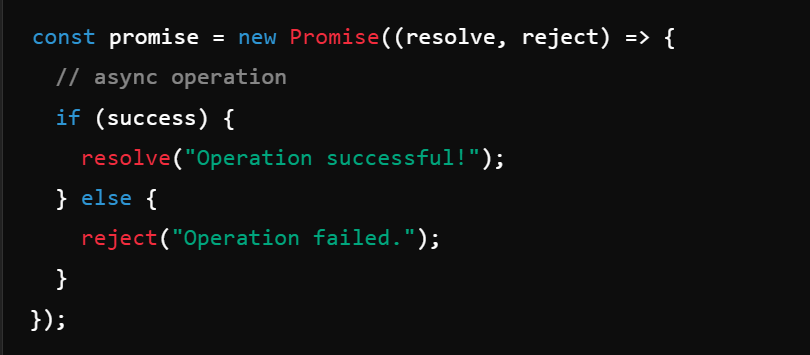 const promise = new Promise((resolve, reject) => {
  // async operation
  if (success) {
    resolve("Operation successful!");
  } else {
    reject("Operation failed.");
  }
});